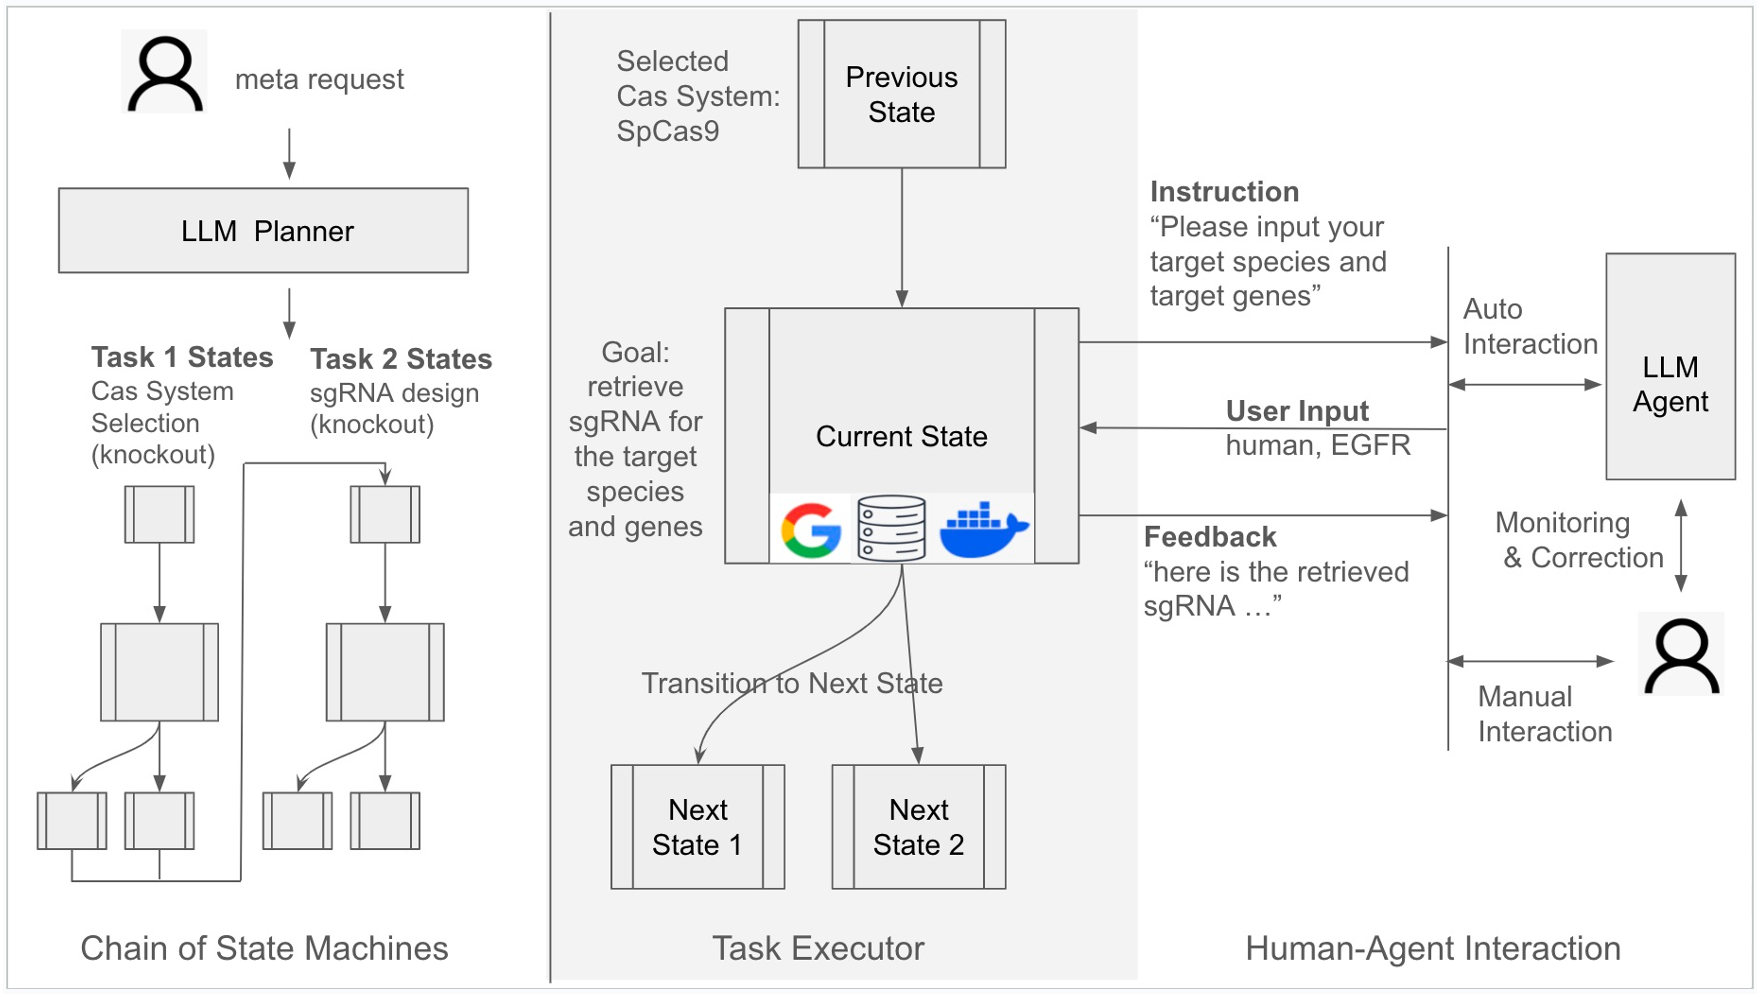 meta request
LLM Planner
Task 1 States
Cas System
Selection
(knockout)
Task 2 States
sgRNA design
(knockout)
Chain of State Machines
Selected
Cas System:
SpCas9
Previous
State
Goal:
retrieve
sgRNA for
the target
species
and genes
Current State
Transition to Next State
Next
State 1
Next
State 2
Task Executor
Instruction
“Please input your
target species and
target genes”
User Input
human, EGFR
Feedback
“here is the retrieved
sgRNA …”
Auto
Interaction
LLM
Agent
Monitoring
& Correction
Manual
Interaction
Human-Agent Interaction